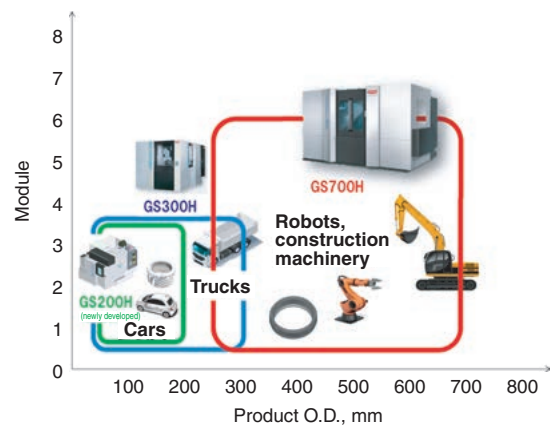 8
7
6
5
4
3
2
1
0
Module
GS700H
GS300H
Robots,
construction
machinery
Trucks
GS200H
(newly developed)
Cars
100 200 300 400 500 600 700 800
Product O.D., mm